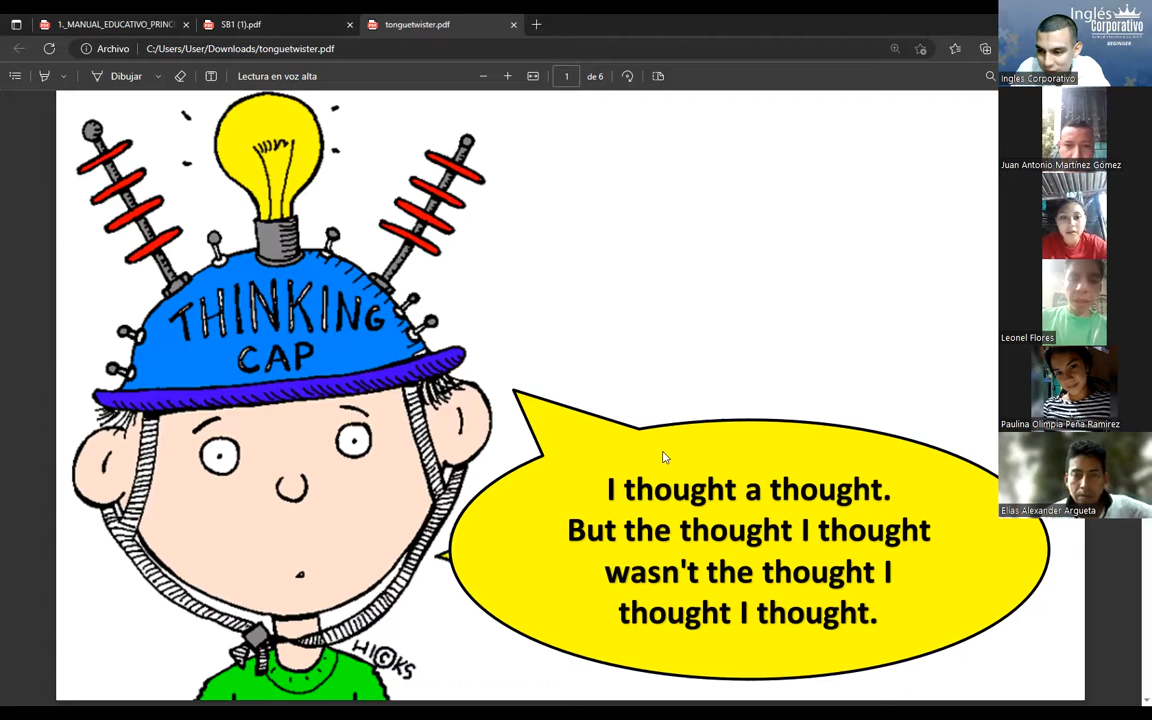 1._MANUAL_EDUCATIVO_PRINC
SB1 (1).pdf
tonguetwister.pdf
Archivo
C:/Users/User/Downloads/tonguetwister.pdf
Dibujar
Lectura en voz alta
1
de 6
Inglés
Corporativo
BEGINNER
Ingles Corporativo
Juan Antonio Martínez Gómez
Leonel Flores
Paulina Olimpia Peña Ramirez
Elias Alexander Argueta
THINKING
CAP
I thought a thought.
But the thought I thought
wasn't the thought I
thought I thought.
HICKS